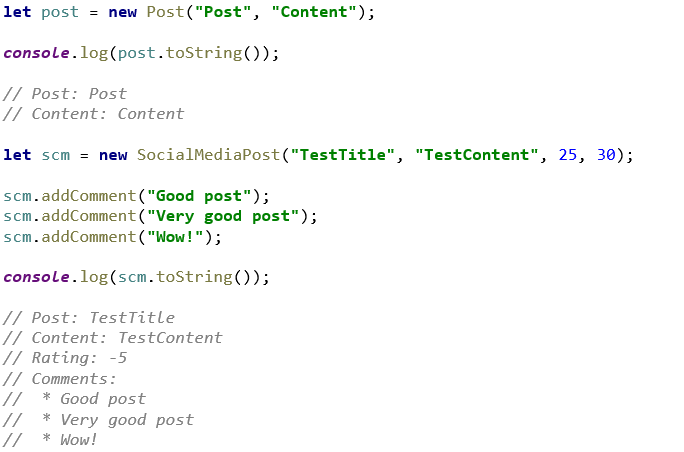 let post = new Post("Post", "Content");
console.log(post.toString());
// Post: Post
// Content: Content
let scm = new SocialMediaPost("TestTitle", "TestContent", 25, 30);
scm.addComment("Good post");
scm.addComment("Very good post");
scm.addComment("Wow!");
console.log(scm.toString());
// Post: TestTitle
// Content: TestContent
// Rating: -5
// Comments:
//  * Good post
//  * Very good post
//  * Wow!